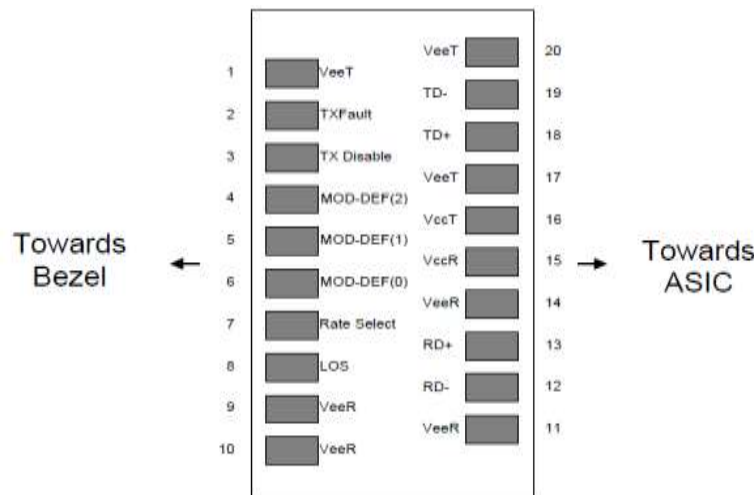 VeeT 20
1 VeeT
TD- 19
2 TXFault
TD+ 18
3 TX Disable
VeeT 17
4 MOD-DEF(2)
VccT 16
5 MOD-DEF(1)
Towards
Bezel
VccR 15
Towards
ASIC
6 MOD-DEF(0)
VeeR 14
7 Rate Select
RD+ 13
8 LOS
RD- 12
9 VeeR
VeeR 11
10 VeeR